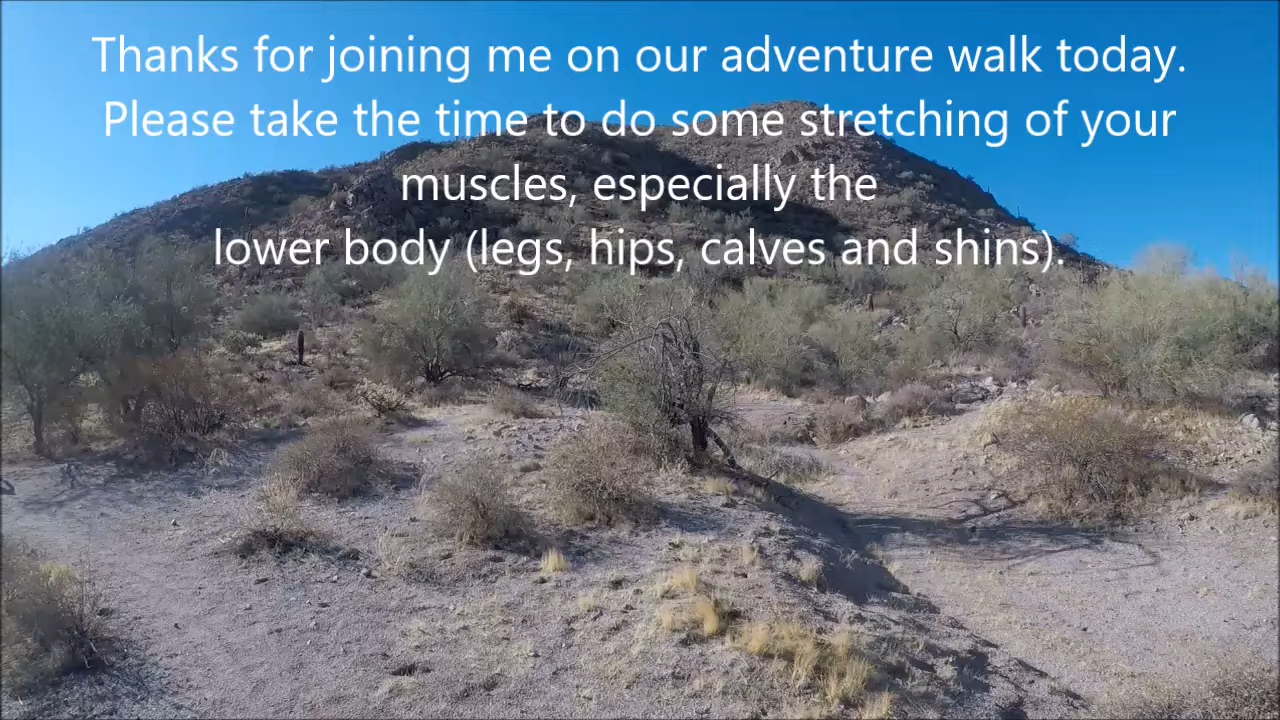 Thanks for joining me on our adventure walk today.
Please take the time to do some stretching of your
muscles, especially the
lower body (legs, hips, calves and shins).